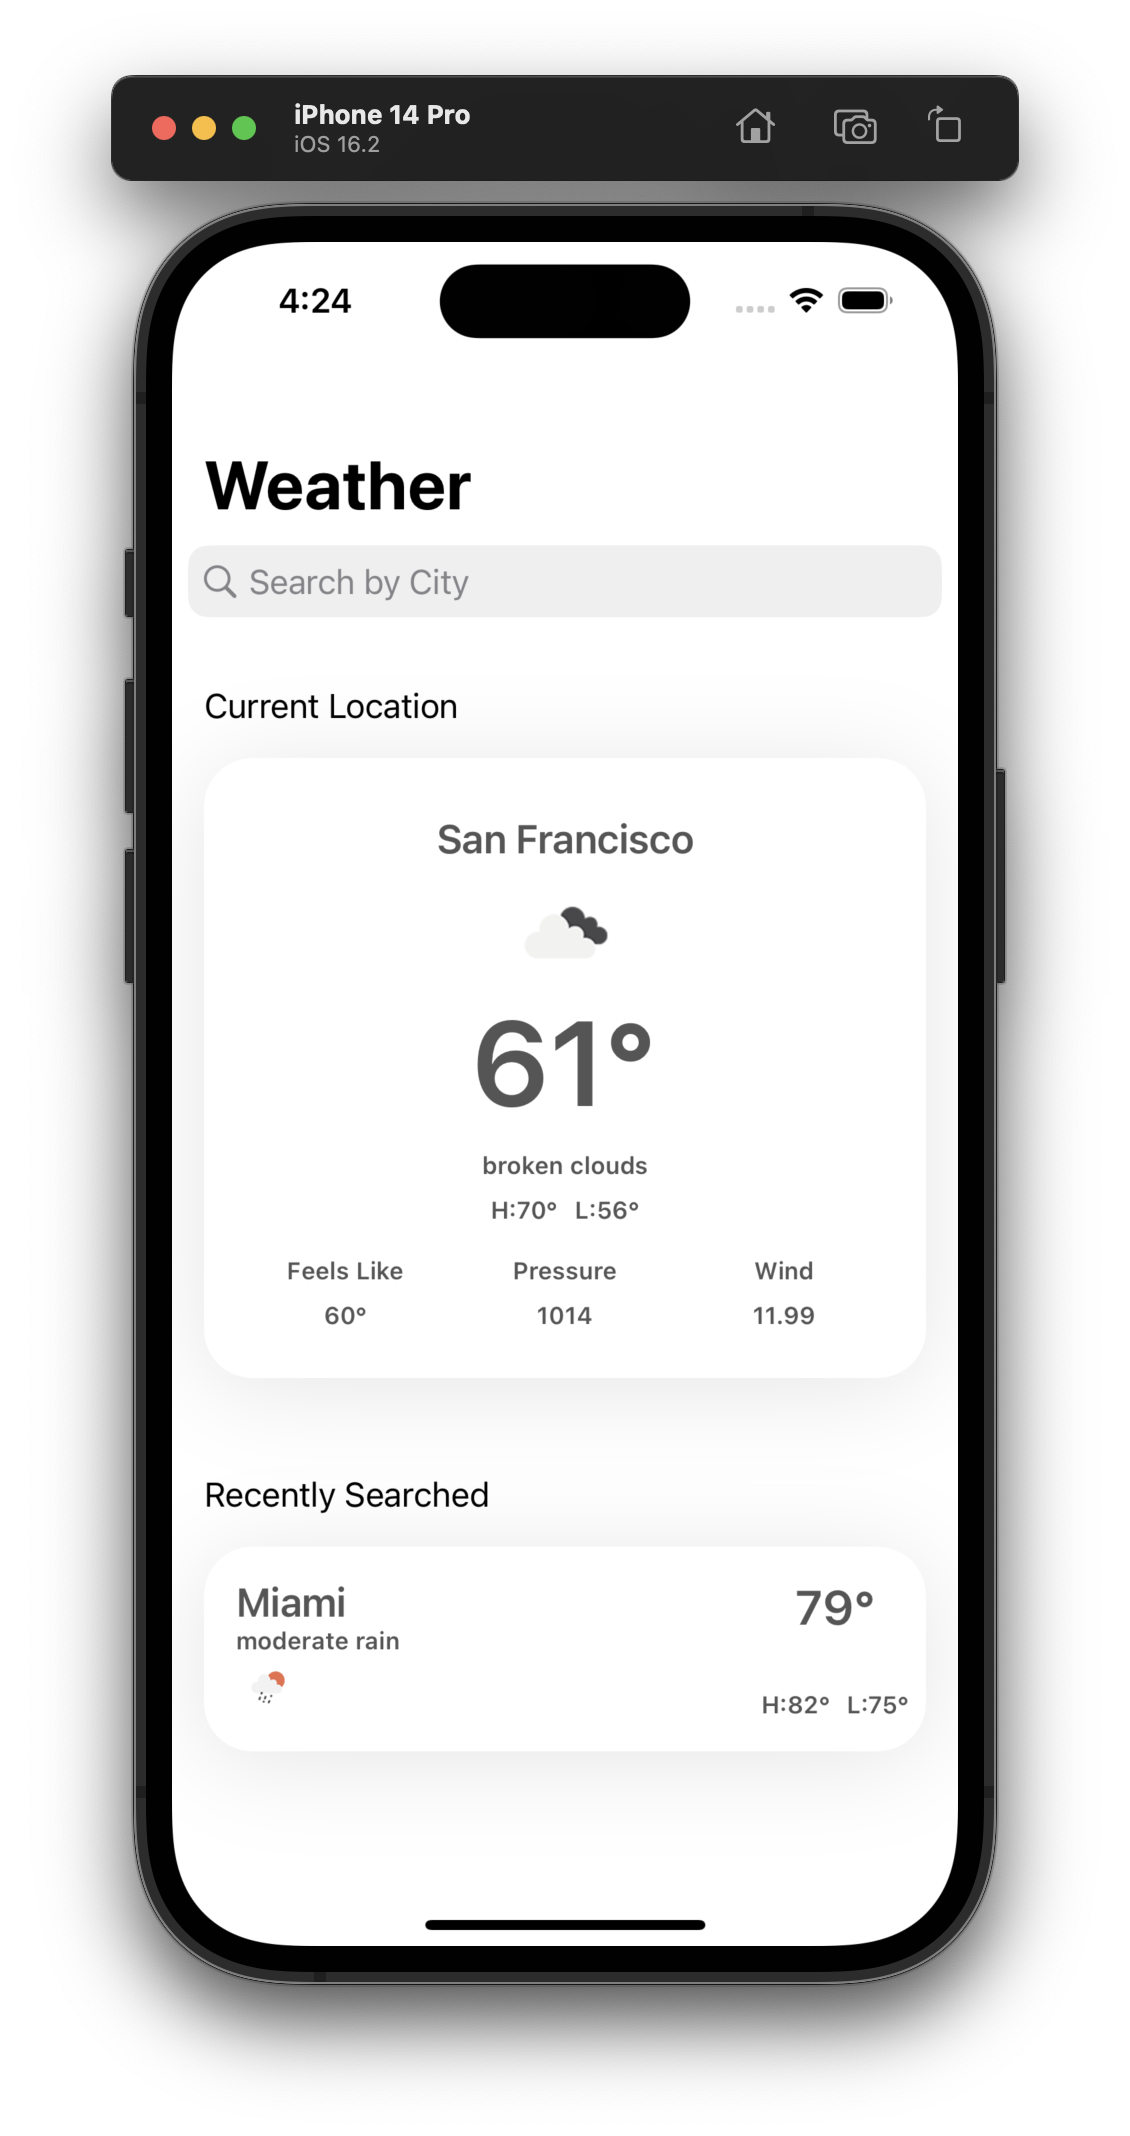 iPhone 14 Pro
iOS 16.2
4:24
Weather
Search by City
Current Location
San Francisco
61°
broken clouds
H:70° L:56°
Feels Like Pressure Wind
60° 1014 11.99
Recently Searched
Miami 79°
moderate rain
H:82° L:75°